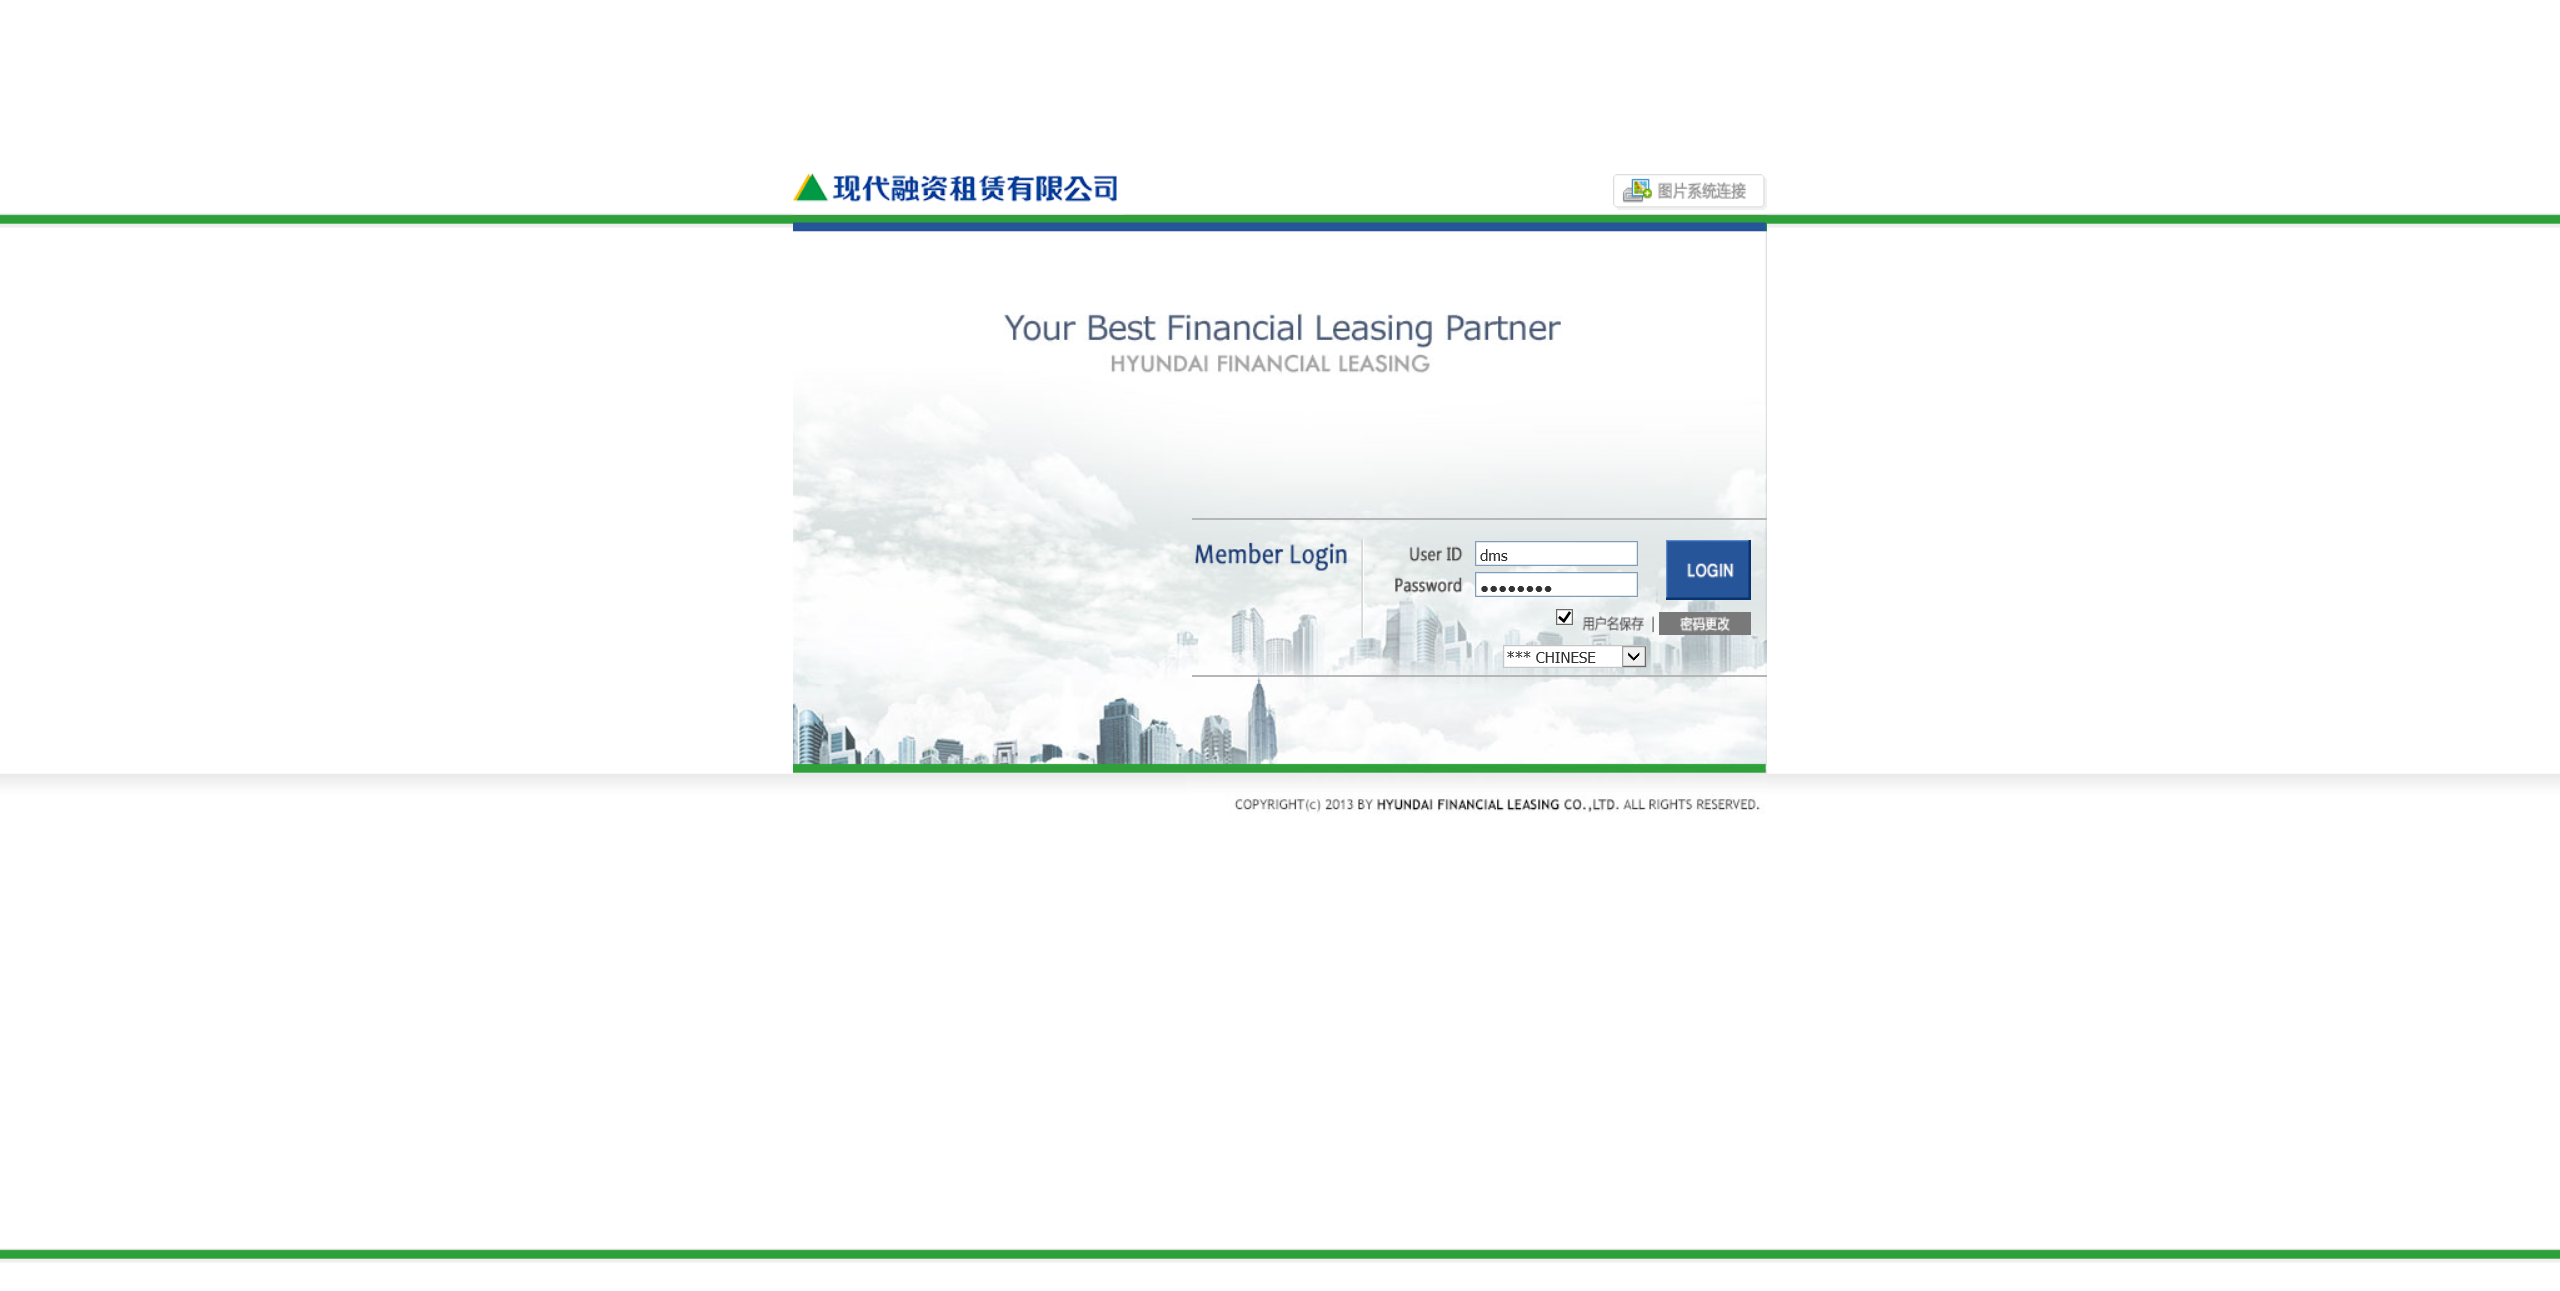 现代融资租赁有限公司
图片系统连接
Your Best Financial Leasing Partner
HYUNDAI FINANCIAL LEASING
Member Login
User ID
dms
LOGIN
Password
••••••••
用户名保存 | 密码更改
*** CHINESE
COPYRIGHT(c) 2013 BY HYUNDAI FINANCIAL LEASING CO.,LTD. ALL RIGHTS RESERVED.